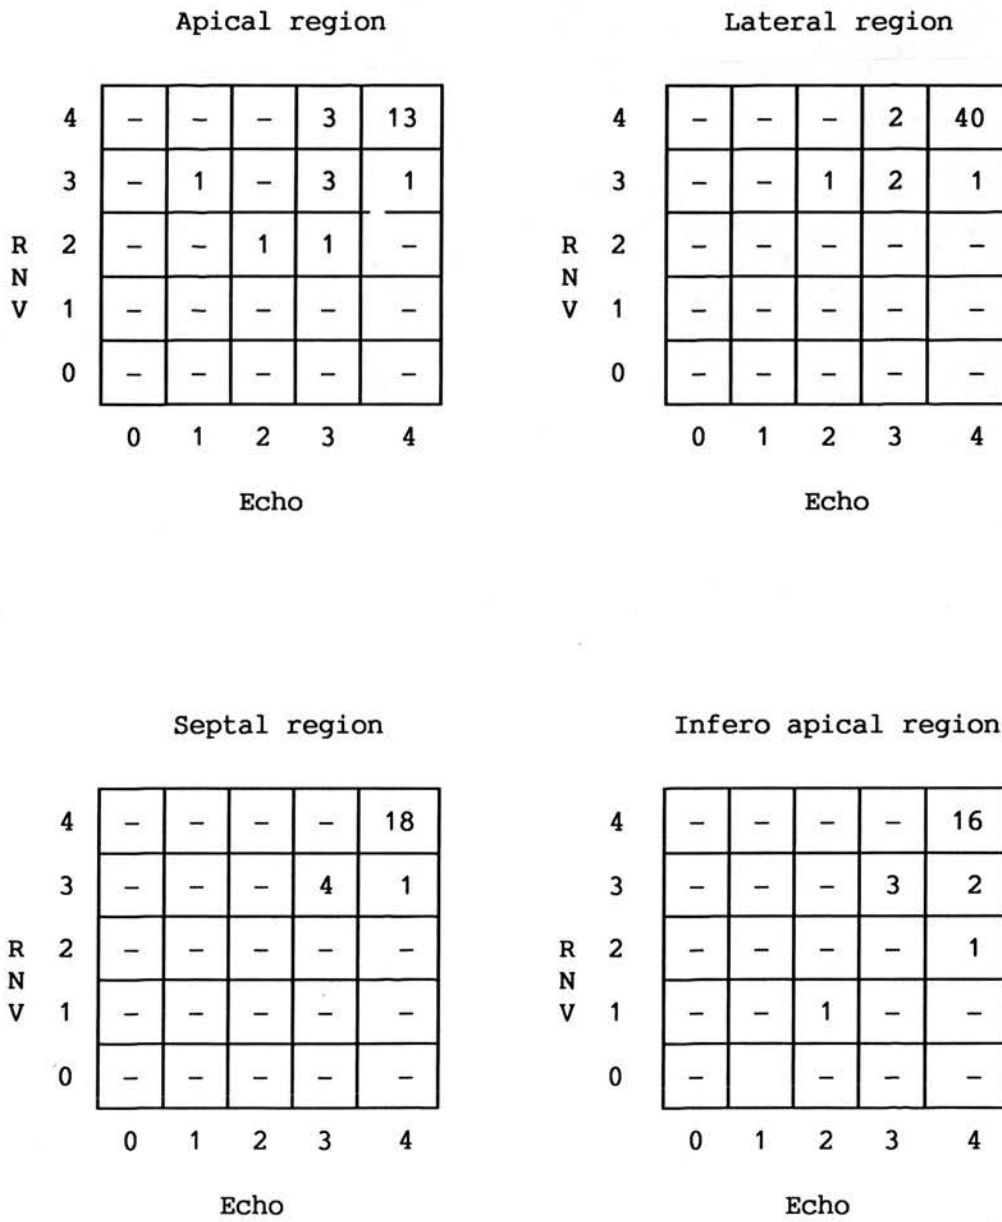 Apical region
4 – – – 3 13
3 – 1 – 3 1
R 2 – – 1 1 –
N
V 1 – – – – –
0 – – – – –
0 1 2 3 4
Echo
Lateral region
4 – – – 2 40
3 – – 1 2 1
R 2 – – – – –
N
V 1 – – – – –
0 – – – – –
0 1 2 3 4
Echo
Septal region
4 – – – – 18
3 – – – 4 1
R 2 – – – – –
N
V 1 – – – – –
0 – – – – –
0 1 2 3 4
Echo
Infero apical region
4 – – – – 16
3 – – – 3 2
R 2 – – – – 1
N
V 1 – – 1 – –
0 – – – –
0 1 2 3 4
Echo